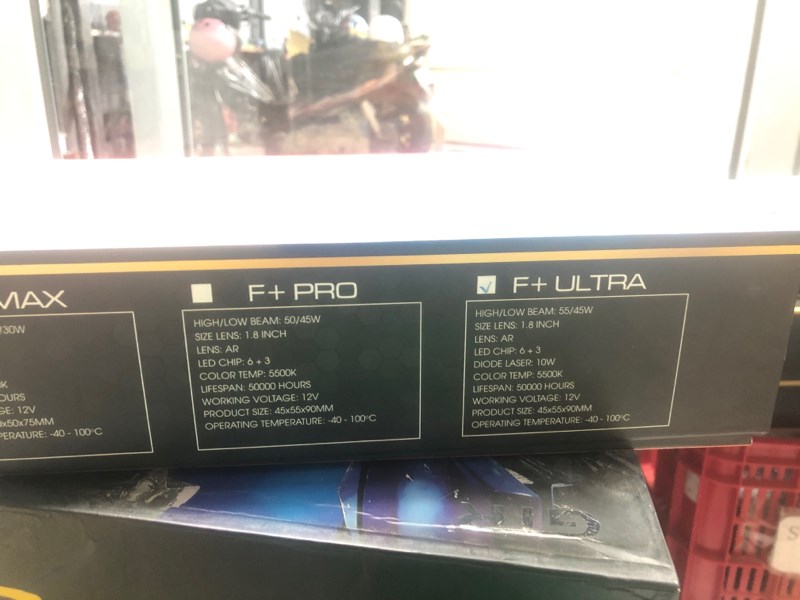 MAX
/30W
K
OURS
GE: 12V
x50x75MM
PERATURE: -40 - 100°C
F+ PRO
HIGH/LOW BEAM: 50/45W
SIZE LENS: 1.8 INCH
LENS: AR
LED CHIP: 6 + 3
COLOR TEMP: 5500K
LIFESPAN: 50000 HOURS
WORKING VOLTAGE: 12V
PRODUCT SIZE: 45x55x90MM
OPERATING TEMPERATURE: -40 - 100°C
F+ ULTRA
HIGH/LOW BEAM: 55/45W
SIZE LENS: 1.8 INCH
LENS: AR
LED CHIP: 6 + 3
DIODE LASER: 10W
COLOR TEMP: 5500K
LIFESPAN: 50000 HOURS
WORKING VOLTAGE: 12V
PRODUCT SIZE: 45x55x90MM
OPERATING TEMPERATURE: -40 - 100°C
S